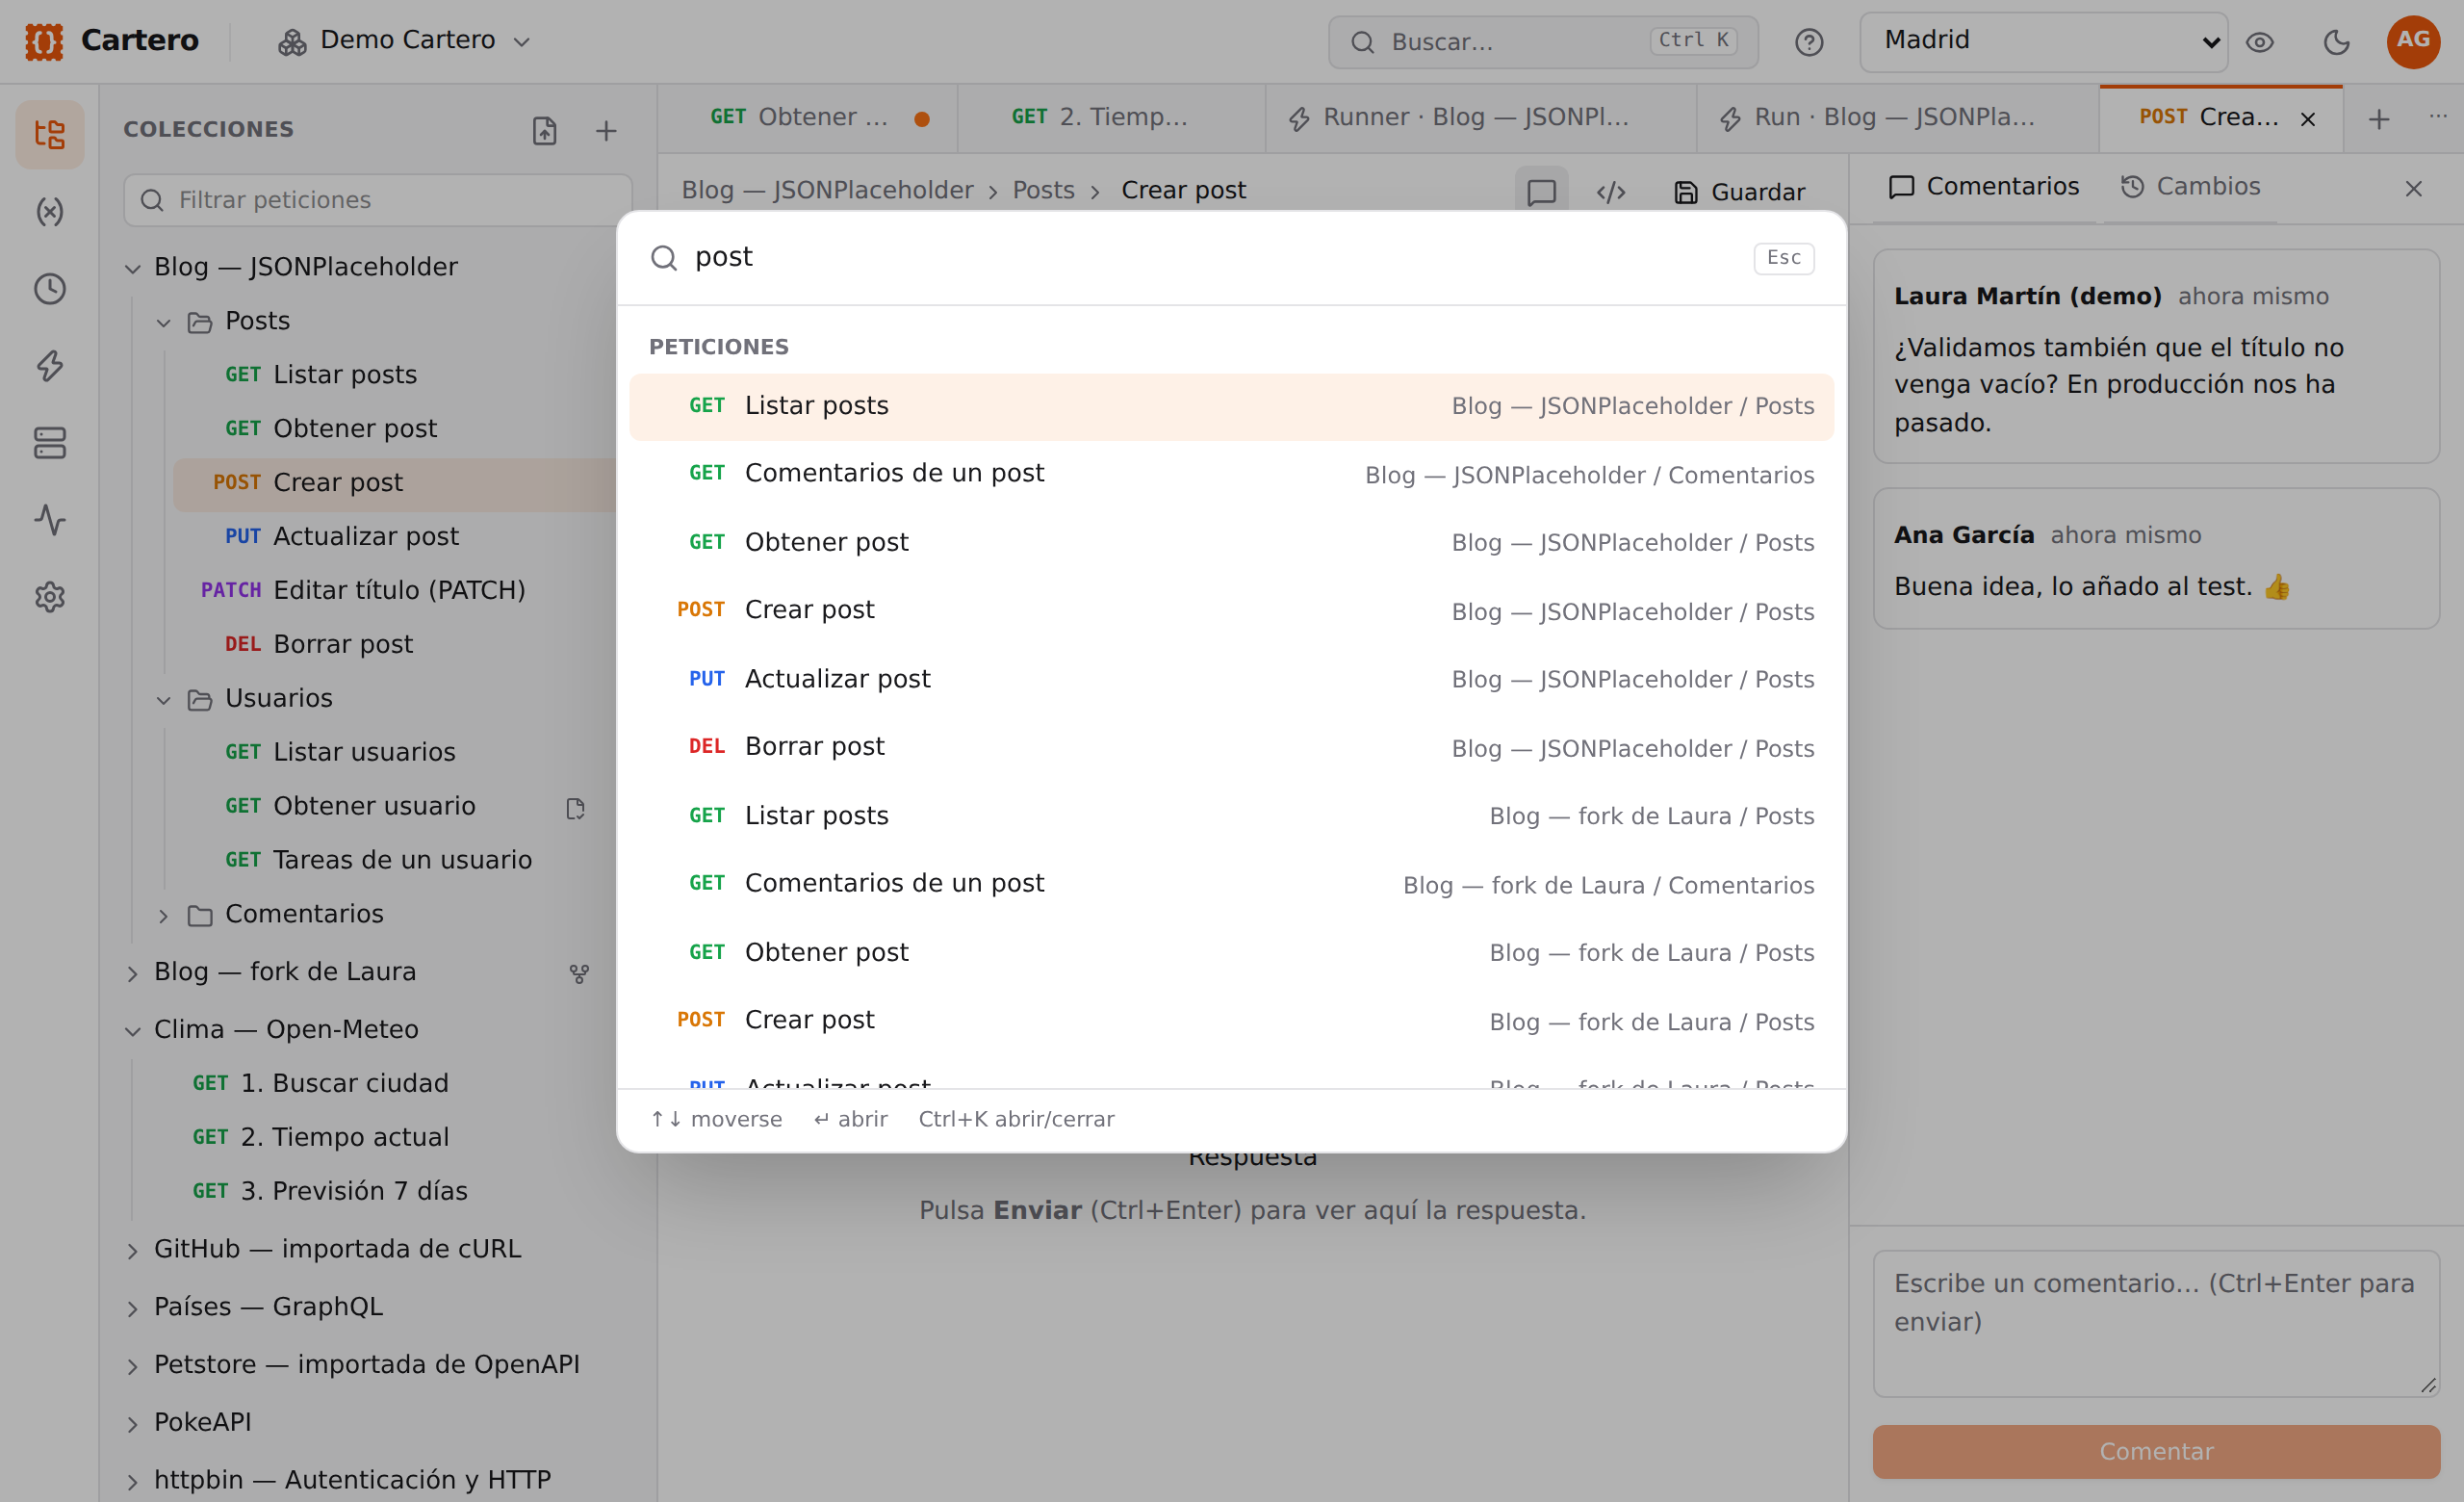 Cartero
Demo Cartero
Buscar...
Ctrl K
Madrid
AG
COLECCIONES
Filtrar peticiones
Blog — JSONPlaceholder
Posts
GET Listar posts
GET Obtener post
POST Crear post
PUT Actualizar post
PATCH Editar título (PATCH)
DEL Borrar post
Usuarios
GET Listar usuarios
GET Obtener usuario
GET Tareas de un usuario
Comentarios
Blog — fork de Laura
Clima — Open-Meteo
GET 1. Buscar ciudad
GET 2. Tiempo actual
GET 3. Previsión 7 días
GitHub — importada de cURL
Países — GraphQL
Petstore — importada de OpenAPI
PokeAPI
httpbin — Autenticación y HTTP
GET Obtener ...
GET 2. Tiemp...
Runner · Blog — JSONPl...
Run · Blog — JSONPla...
POST Crea...
Blog — JSONPlaceholder > Posts > Crear post
Guardar
post
Esc
PETICIONES
GET Listar posts Blog — JSONPlaceholder / Posts
GET Comentarios de un post Blog — JSONPlaceholder / Comentarios
GET Obtener post Blog — JSONPlaceholder / Posts
POST Crear post Blog — JSONPlaceholder / Posts
PUT Actualizar post Blog — JSONPlaceholder / Posts
DEL Borrar post Blog — JSONPlaceholder / Posts
GET Listar posts Blog — fork de Laura / Posts
GET Comentarios de un post Blog — fork de Laura / Comentarios
GET Obtener post Blog — fork de Laura / Posts
POST Crear post Blog — fork de Laura / Posts
PUT Actualizar post Blog — fork de Laura / Posts
↑↓ moverse ↵ abrir Ctrl+K abrir/cerrar
Respuesta
Pulsa Enviar (Ctrl+Enter) para ver aquí la respuesta.
Comentarios
Cambios
Laura Martín (demo) ahora mismo
¿Validamos también que el título no
venga vacío? En producción nos ha
pasado.
Ana García ahora mismo
Buena idea, lo añado al test. 👍
Escribe un comentario... (Ctrl+Enter para
enviar)
Comentar